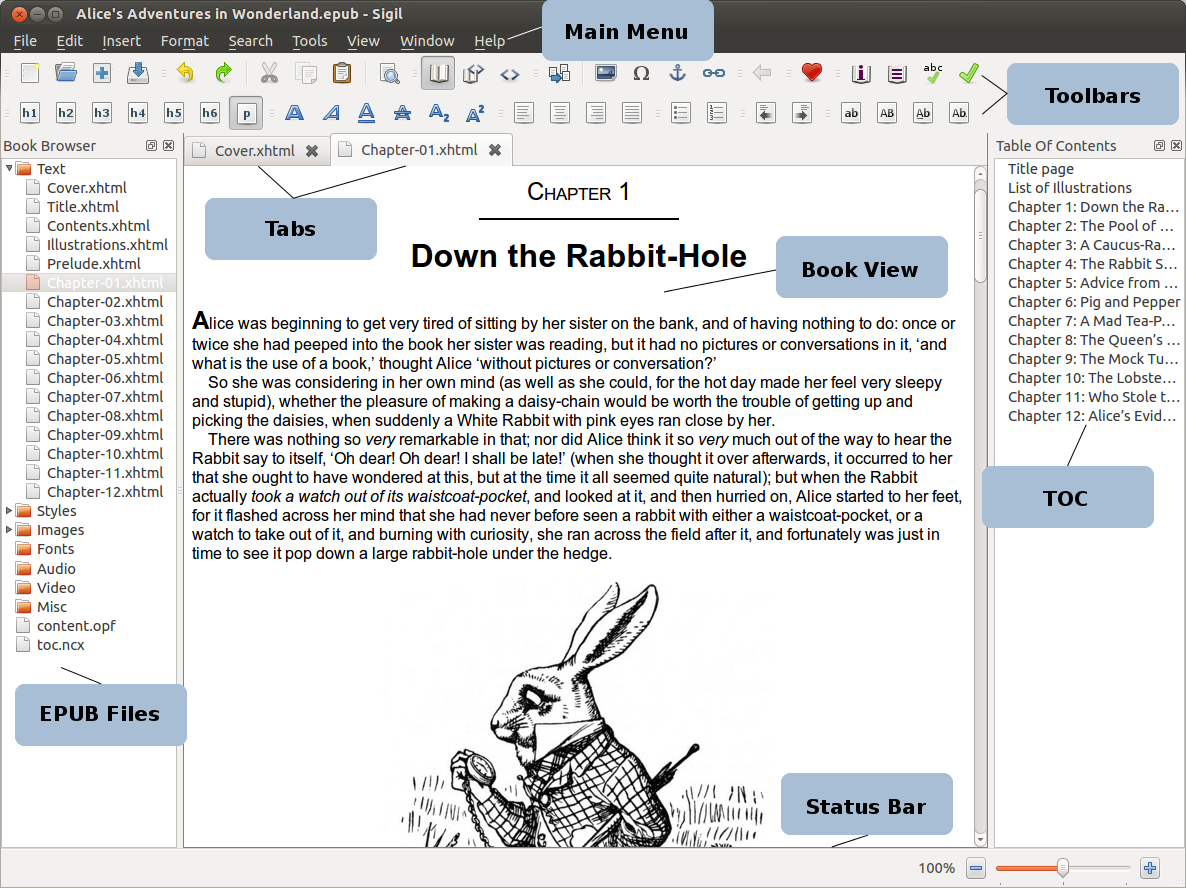 Alice's Adventures in Wonderland.epub - Sigil
File Edit Insert Format Search Tools View Window Help
Main Menu
abc
Toolbars
h1 h2 h3 h4 h5 h6 p A A A A A2 A2 ab AB Ab Ab
Book Browser
Text
Cover.xhtml
Title.xhtml
Contents.xhtml
Illustrations.xhtml
Prelude.xhtml
Chapter-01.xhtml
Chapter-02.xhtml
Chapter-03.xhtml
Chapter-04.xhtml
Chapter-05.xhtml
Chapter-06.xhtml
Chapter-07.xhtml
Chapter-08.xhtml
Chapter-09.xhtml
Chapter-10.xhtml
Chapter-11.xhtml
Chapter-12.xhtml
Styles
Images
Fonts
Audio
Video
Misc
content.opf
toc.ncx
EPUB Files
Cover.xhtml Chapter-01.xhtml
Tabs
Chapter 1
Down the Rabbit-Hole
Book View
Alice was beginning to get very tired of sitting by her sister on the bank, and of having nothing to do: once or
twice she had peeped into the book her sister was reading, but it had no pictures or conversations in it, ‘and
what is the use of a book,’ thought Alice ‘without pictures or conversation?’
So she was considering in her own mind (as well as she could, for the hot day made her feel very sleepy
and stupid), whether the pleasure of making a daisy-chain would be worth the trouble of getting up and
picking the daisies, when suddenly a White Rabbit with pink eyes ran close by her.
There was nothing so very remarkable in that; nor did Alice think it so very much out of the way to hear the
Rabbit say to itself, ‘Oh dear! Oh dear! I shall be late!’ (when she thought it over afterwards, it occurred to her
that she ought to have wondered at this, but at the time it all seemed quite natural); but when the Rabbit
actually took a watch out of its waistcoat-pocket, and looked at it, and then hurried on, Alice started to her feet,
for it flashed across her mind that she had never before seen a rabbit with either a waistcoat-pocket, or a
watch to take out of it, and burning with curiosity, she ran across the field after it, and fortunately was just in
time to see it pop down a large rabbit-hole under the hedge.
Table Of Contents
Title page
List of Illustrations
Chapter 1: Down the Ra...
Chapter 2: The Pool of ...
Chapter 3: A Caucus-Ra...
Chapter 4: The Rabbit S...
Chapter 5: Advice from ...
Chapter 6: Pig and Pepper
Chapter 7: A Mad Tea-P...
Chapter 8: The Queen’s ...
Chapter 9: The Mock Tu...
Chapter 10: The Lobste...
Chapter 11: Who Stole t...
Chapter 12: Alice’s Evid...
TOC
Status Bar
100%